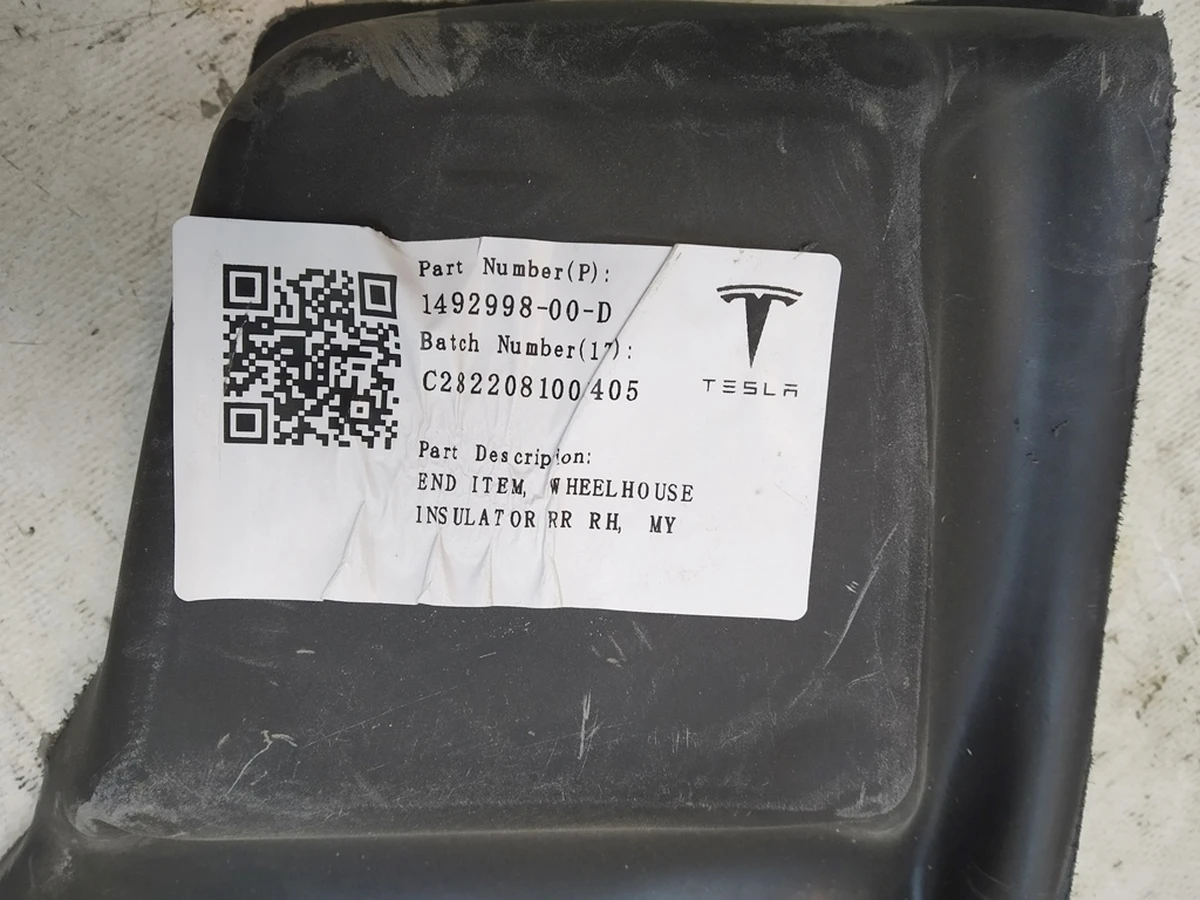 Part Number(P):
1492998-00-D
Batch Number(17):
C282208100405
Part Description:
END ITEM, WHEELHOUSE
INSULATOR RR RH, MY
TESLA